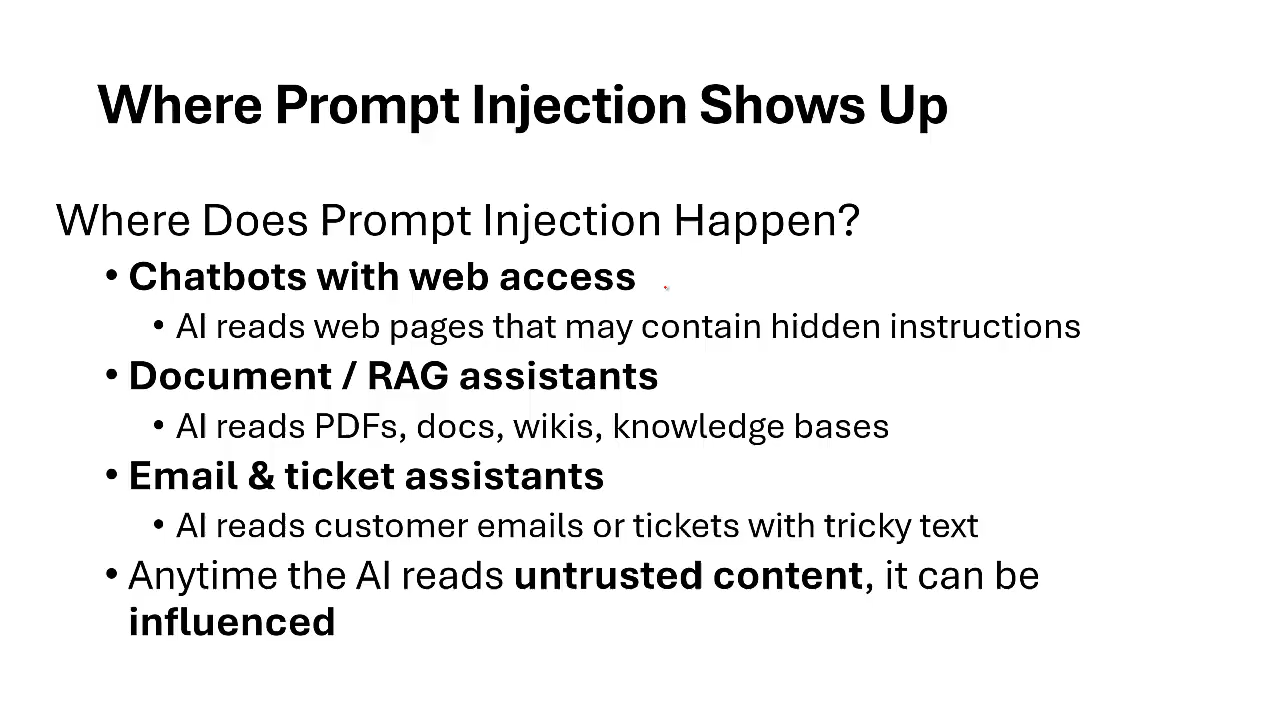 Where Prompt Injection Shows Up
Where Does Prompt Injection Happen?
• Chatbots with web access
• AI reads web pages that may contain hidden instructions
• Document / RAG assistants
• AI reads PDFs, docs, wikis, knowledge bases
• Email & ticket assistants
• AI reads customer emails or tickets with tricky text
• Anytime the AI reads untrusted content, it can be
influenced